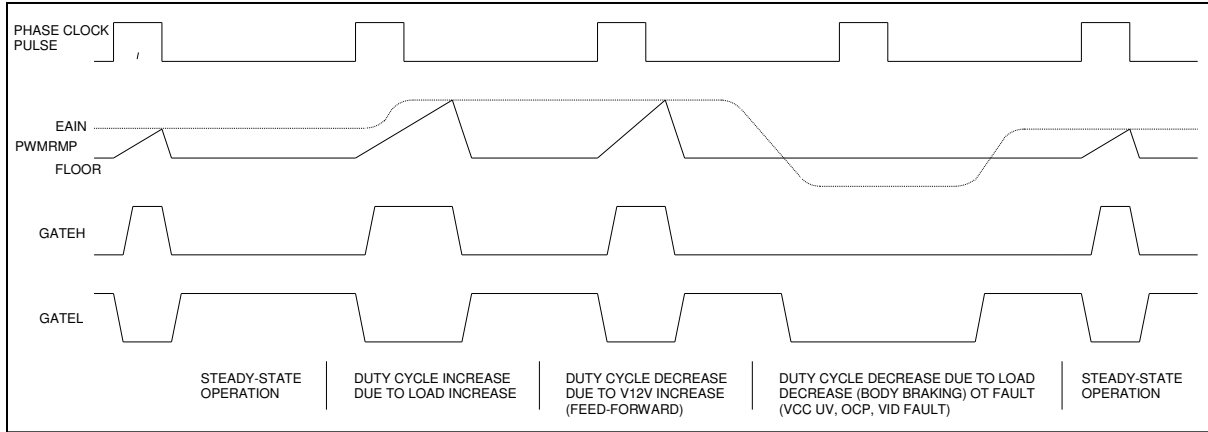 PHASE CLOCK
PULSE
EAIN
PWMRMP
FLOOR
GATEH
GATEL
STEADY-STATE
OPERATION
DUTY CYCLE INCREASE
DUE TO LOAD INCREASE
DUTY CYCLE DECREASE
DUE TO V12V INCREASE
(FEED-FORWARD)
DUTY CYCLE DECREASE DUE TO LOAD
DECREASE (BODY BRAKING) OT FAULT
(VCC UV, OCP, VID FAULT)
STEADY-STATE
OPERATION